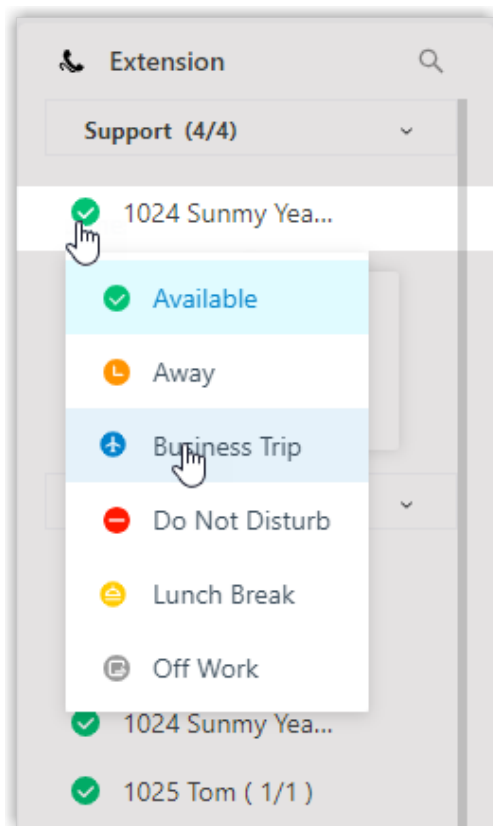 Extension
Support (4/4)
1024 Sunmy Yea...
Available
Away
Business Trip
Do Not Disturb
Lunch Break
Off Work
1024 Sunmy Yea...
1025 Tom ( 1/1 )